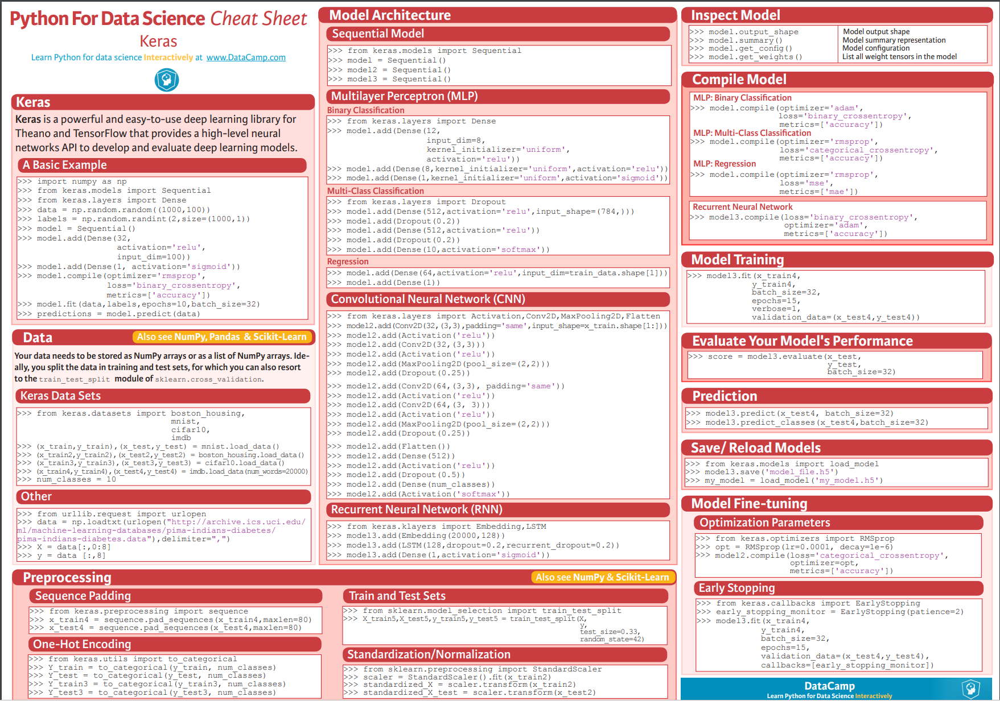 Python For Data Science Cheat Sheet
Keras
Learn Python for data science Interactively at www.DataCamp.com
Keras
Keras is a powerful and easy-to-use deep learning library for
Theano and TensorFlow that provides a high-level neural
networks API to develop and evaluate deep learning models.
A Basic Example
>>> import numpy as np
>>> from keras.models import Sequential
>>> from keras.layers import Dense
>>> data = np.random.random((1000,100))
>>> labels = np.random.randint(2,size=(1000,1))
>>> model = Sequential()
>>> model.add(Dense(32,
activation='relu',
input_dim=100))
>>> model.add(Dense(1, activation='sigmoid'))
>>> model.compile(optimizer='rmsprop',
loss='binary_crossentropy',
metrics=['accuracy'])
>>> model.fit(data,labels,epochs=10,batch_size=32)
>>> predictions = model.predict(data)
Data
Also see NumPy, Pandas & Scikit-Learn
Your data needs to be stored as NumPy arrays or as a list of NumPy arrays. Ide-
ally, you split the data in training and test sets, for which you can also resort
to the train_test_split module of sklearn.cross_validation.
Keras Data Sets
>>> from keras.datasets import boston_housing,
mnist,
cifar10,
imdb
>>> (x_train,y_train),(x_test,y_test) = mnist.load_data()
>>> (x_train2,y_train2),(x_test2,y_test2) = boston_housing.load_data()
>>> (x_train3,y_train3),(x_test3,y_test3) = cifar10.load_data()
>>> (x_train4,y_train4),(x_test4,y_test4) = imdb.load_data(num_words=20000)
>>> num_classes = 10
Other
>>> from urllib.request import urlopen
>>> data = np.loadtxt(urlopen("http://archive.ics.uci.edu/
ml/machine-learning-databases/pima-indians-diabetes/
pima-indians-diabetes.data"),delimiter=",")
>>> X = data[:,0:8]
>>> y = data [:,8]
Model Architecture
Sequential Model
>>> from keras.models import Sequential
>>> model = Sequential()
>>> model2 = Sequential()
>>> model3 = Sequential()
Multilayer Perceptron (MLP)
Binary Classification
>>> from keras.layers import Dense
>>> model.add(Dense(12,
input_dim=8,
kernel_initializer='uniform',
activation='relu'))
>>> model.add(Dense(8,kernel_initializer='uniform',activation='relu'))
>>> model.add(Dense(1,kernel_initializer='uniform',activation='sigmoid'))
Multi-Class Classification
>>> from keras.layers import Dropout
>>> model.add(Dense(512,activation='relu',input_shape=(784,)))
>>> model.add(Dropout(0.2))
>>> model.add(Dense(512,activation='relu'))
>>> model.add(Dropout(0.2))
>>> model.add(Dense(10,activation='softmax'))
Regression
>>> model.add(Dense(64,activation='relu',input_dim=train_data.shape[1]))
>>> model.add(Dense(1))
Convolutional Neural Network (CNN)
>>> from keras.layers import Activation,Conv2D,MaxPooling2D,Flatten
>>> model2.add(Conv2D(32,(3,3),padding='same',input_shape=x_train.shape[1:]))
>>> model2.add(Activation('relu'))
>>> model2.add(Conv2D(32,(3,3)))
>>> model2.add(Activation('relu'))
>>> model2.add(MaxPooling2D(pool_size=(2,2)))
>>> model2.add(Dropout(0.25))
>>> model2.add(Conv2D(64,(3,3), padding='same'))
>>> model2.add(Activation('relu'))
>>> model2.add(Conv2D(64,(3, 3)))
>>> model2.add(Activation('relu'))
>>> model2.add(MaxPooling2D(pool_size=(2,2)))
>>> model2.add(Dropout(0.25))
>>> model2.add(Flatten())
>>> model2.add(Dense(512))
>>> model2.add(Activation('relu'))
>>> model2.add(Dropout(0.5))
>>> model2.add(Dense(num_classes))
>>> model2.add(Activation('softmax'))
Recurrent Neural Network (RNN)
>>> from keras.klayers import Embedding,LSTM
>>> model3.add(Embedding(20000,128))
>>> model3.add(LSTM(128,dropout=0.2,recurrent_dropout=0.2))
>>> model3.add(Dense(1,activation='sigmoid'))
Preprocessing
Also see NumPy & Scikit-Learn
Sequence Padding
>>> from keras.preprocessing import sequence
>>> x_train4 = sequence.pad_sequences(x_train4,maxlen=80)
>>> x_test4 = sequence.pad_sequences(x_test4,maxlen=80)
One-Hot Encoding
>>> from keras.utils import to_categorical
>>> Y_train = to_categorical(y_train, num_classes)
>>> Y_test = to_categorical(y_test, num_classes)
>>> Y_train3 = to_categorical(y_train3, num_classes)
>>> Y_test3 = to_categorical(y_test3, num_classes)
Train and Test Sets
>>> from sklearn.model_selection import train_test_split
>>> X_train5,X_test5,y_train5,y_test5 = train_test_split(X,
y,
test_size=0.33,
random_state=42)
Standardization/Normalization
>>> from sklearn.preprocessing import StandardScaler
>>> scaler = StandardScaler().fit(x_train2)
>>> standardized_X = scaler.transform(x_train2)
>>> standardized_X_test = scaler.transform(x_test2)
Inspect Model
>>> model.output_shape Model output shape
>>> model.summary() Model summary representation
>>> model.get_config() Model configuration
>>> model.get_weights() List all weight tensors in the model
Compile Model
MLP: Binary Classification
>>> model.compile(optimizer='adam',
loss='binary_crossentropy',
metrics=['accuracy'])
MLP: Multi-Class Classification
>>> model.compile(optimizer='rmsprop',
loss='categorical_crossentropy',
metrics=['accuracy'])
MLP: Regression
>>> model.compile(optimizer='rmsprop',
loss='mse',
metrics=['mae'])
Recurrent Neural Network
>>> model3.compile(loss='binary_crossentropy',
optimizer='adam',
metrics=['accuracy'])
Model Training
>>> model3.fit(x_train4,
y_train4,
batch_size=32,
epochs=15,
verbose=1,
validation_data=(x_test4,y_test4))
Evaluate Your Model's Performance
>>> score = model3.evaluate(x_test,
y_test,
batch_size=32)
Prediction
>>> model3.predict(x_test4, batch_size=32)
>>> model3.predict_classes(x_test4,batch_size=32)
Save/ Reload Models
>>> from keras.models import load_model
>>> model3.save('model_file.h5')
>>> my_model = load_model('my_model.h5')
Model Fine-tuning
Optimization Parameters
>>> from keras.optimizers import RMSprop
>>> opt = RMSprop(lr=0.0001, decay=1e-6)
>>> model2.compile(loss='categorical_crossentropy',
optimizer=opt,
metrics=['accuracy'])
Early Stopping
>>> from keras.callbacks import EarlyStopping
>>> early_stopping_monitor = EarlyStopping(patience=2)
>>> model3.fit(x_train4,
y_train4,
batch_size=32,
epochs=15,
validation_data=(x_test4,y_test4),
callbacks=[early_stopping_monitor])
DataCamp
Learn Python for Data Science Interactively